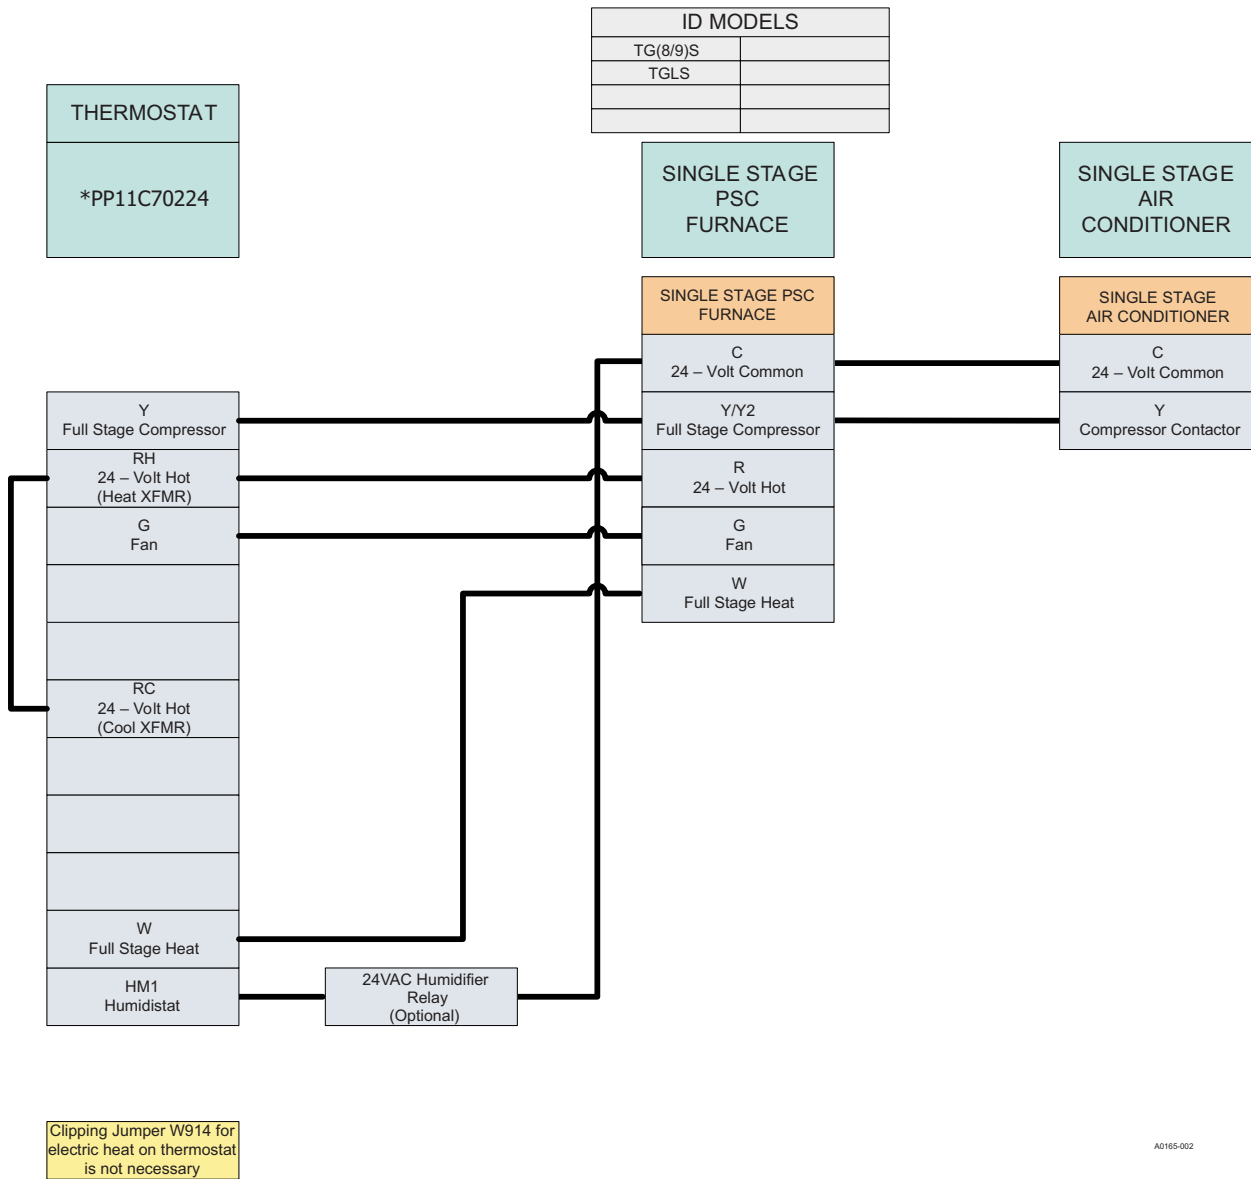 ID MODELS
TG(8/9)S
TGLS
THERMOSTAT
*PP11C70224
SINGLE STAGE
PSC
FURNACE
SINGLE STAGE
AIR
CONDITIONER
SINGLE STAGE PSC
FURNACE
SINGLE STAGE
AIR CONDITIONER
C
24 – Volt Common
C
24 – Volt Common
Y
Full Stage Compressor
Y/Y2
Full Stage Compressor
Y
Compressor Contactor
RH
24 – Volt Hot
(Heat XFMR)
R
24 – Volt Hot
G
Fan
G
Fan
W
Full Stage Heat
RC
24 – Volt Hot
(Cool XFMR)
W
Full Stage Heat
HM1
Humidistat
24VAC Humidifier
Relay
(Optional)
Clipping Jumper W914 for
electric heat on thermostat
is not necessary
A0165-002